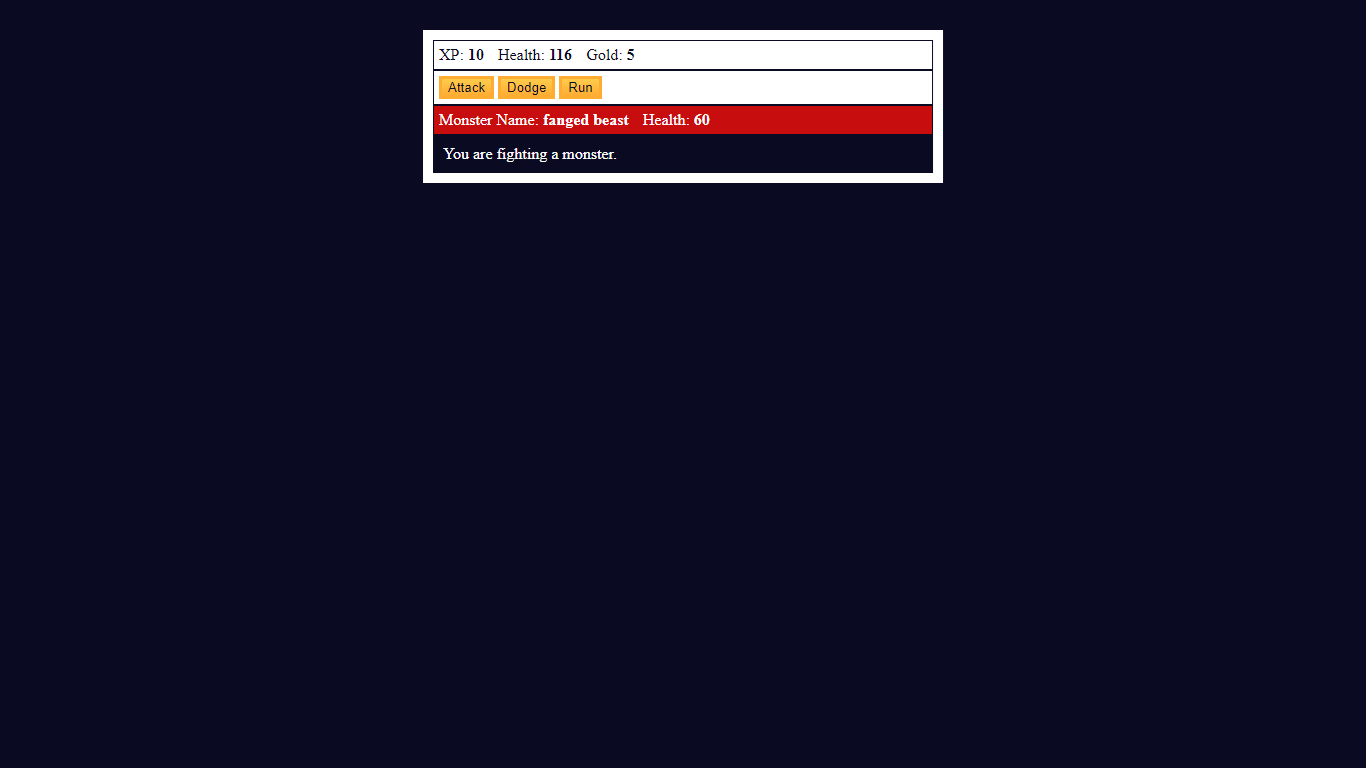 XP: 10 Health: 116 Gold: 5
Attack Dodge Run
Monster Name: fanged beast Health: 60
You are fighting a monster.